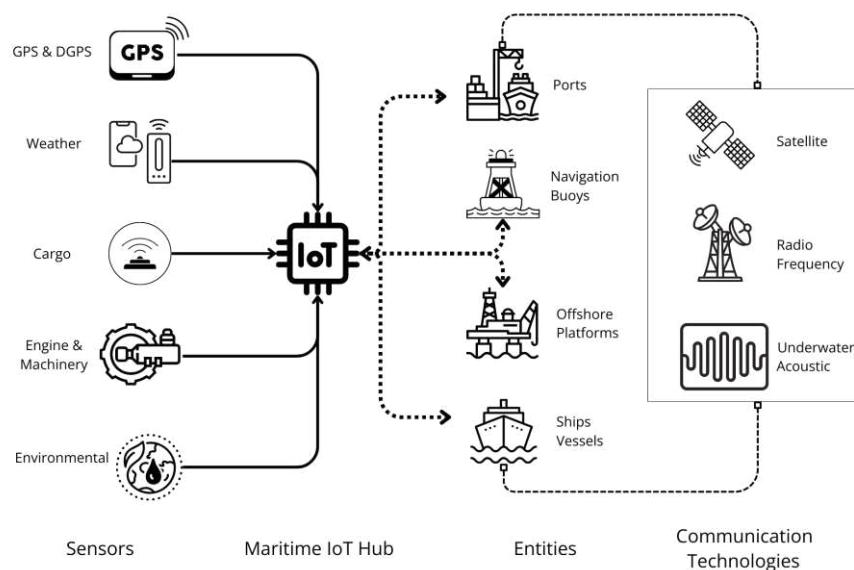 GPS & DGPS
GPS
Weather
Cargo
Engine &
Machinery
Environmental
IoT
Ports
Navigation
Buoys
Offshore
Platforms
Ships
Vessels
Satellite
Radio
Frequency
Underwater
Acoustic
Sensors
Maritime IoT Hub
Entities
Communication
Technologies